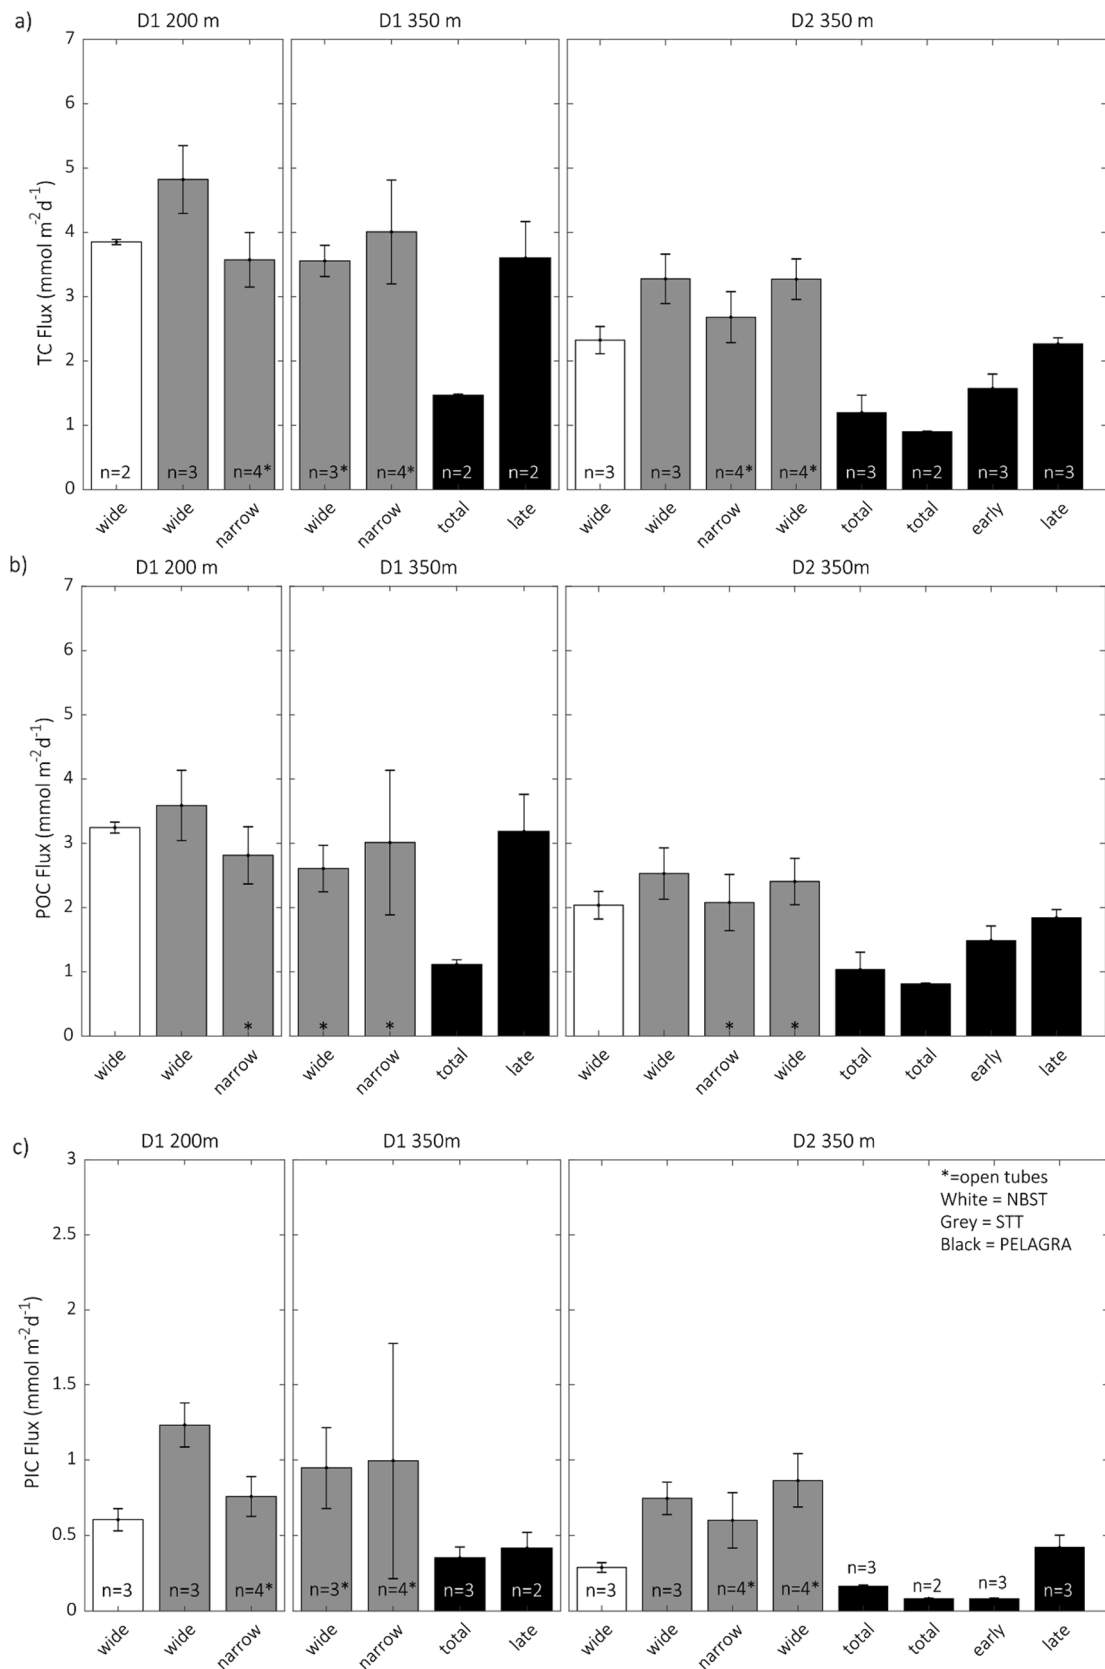 a)
D1 200 m
D1 350 m
D2 350 m
TC Flux (mmol m⁻²d⁻¹)
7
6
5
4
3
2
1
0
n=2
n=3
n=4*
n=3*
n=4*
n=2
n=2
n=3
n=3
n=4*
n=4*
n=3
n=2
n=3
n=3
wide
wide
narrow
wide
narrow
total
late
wide
wide
narrow
wide
total
total
early
late
b)
D1 200 m
D1 350m
D2 350m
POC Flux (mmol m⁻²d⁻¹)
7
6
5
4
3
2
1
0
*
*
*
*
*
wide
wide
narrow
wide
narrow
total
late
wide
wide
narrow
wide
total
total
early
late
c)
D1 200m
D1 350m
D2 350 m
PIC Flux (mmol m⁻²d⁻¹)
3
2.5
2
1.5
1
0.5
0
*=open tubes
White = NBST
Grey = STT
Black = PELAGRA
n=3
n=3
n=4*
n=3*
n=4*
n=3
n=2
n=3
n=3
n=4*
n=4*
n=3
n=2
n=3
n=3
wide
wide
narrow
wide
narrow
total
late
wide
wide
narrow
wide
total
total
early
late